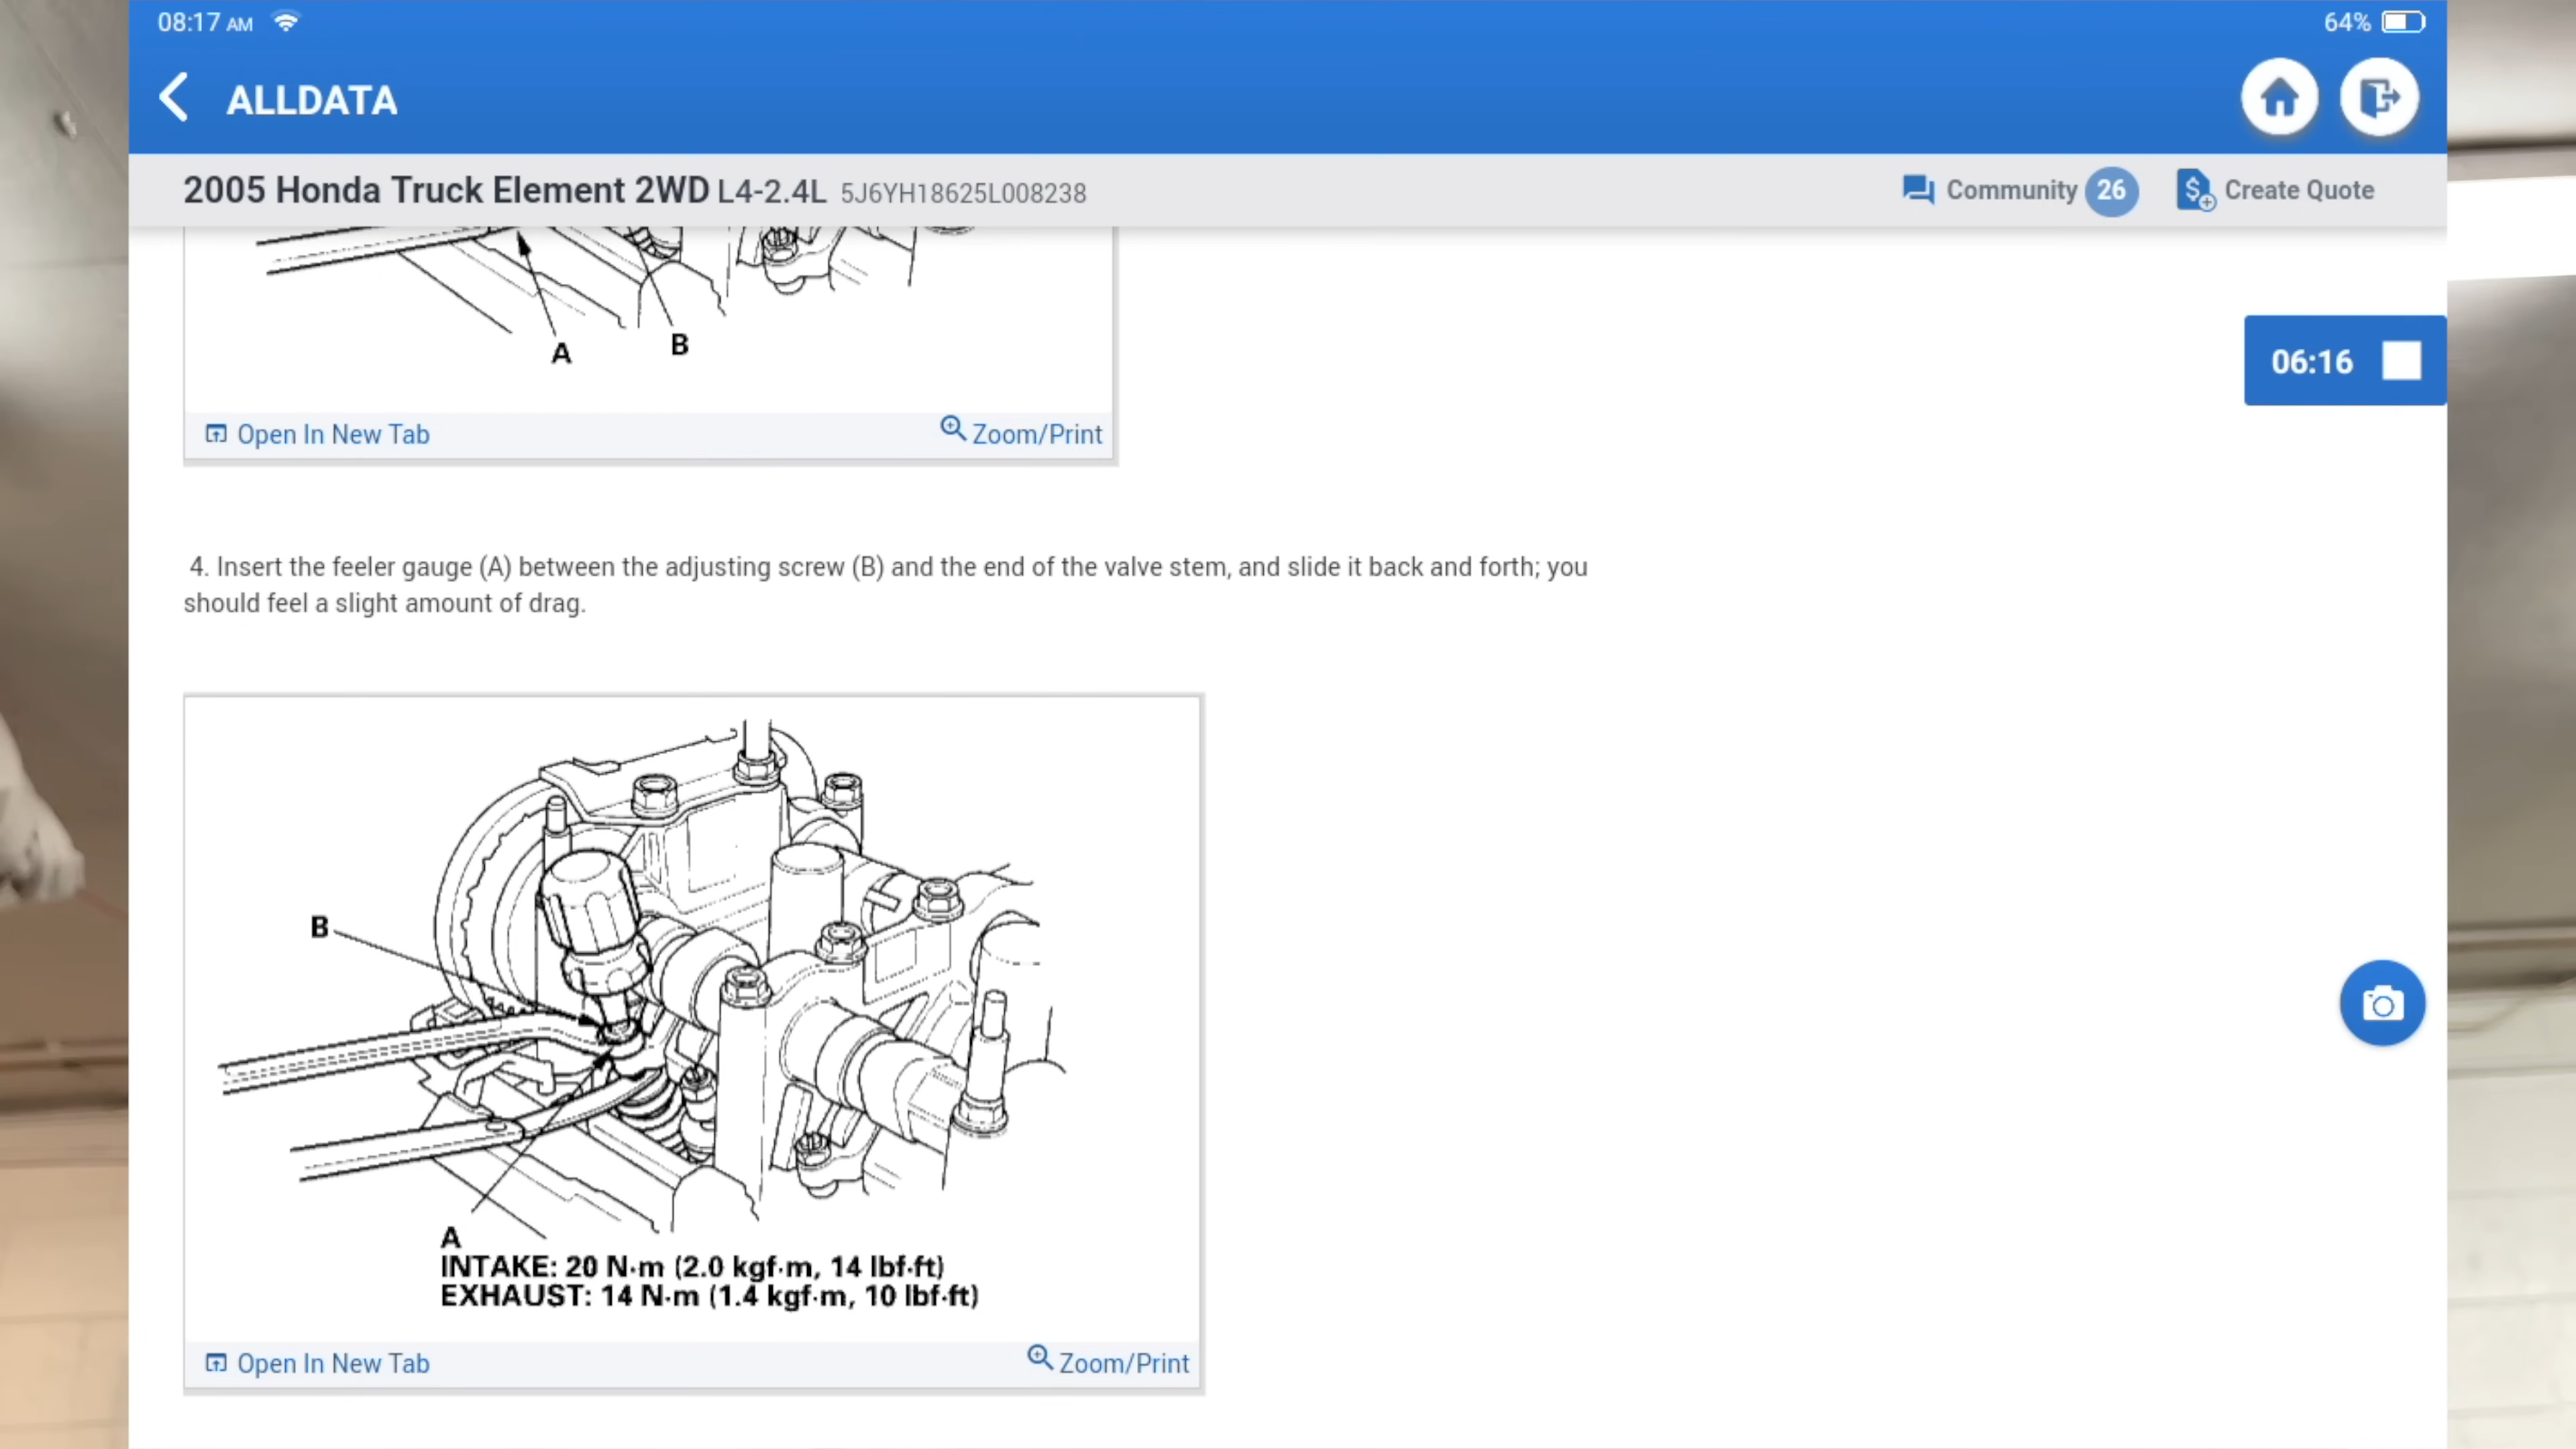 08:17 AM
64%
ALLDATA
2005 Honda Truck Element 2WD L4-2.4L 5J6YH18625L008238
Community 26
Create Quote
A
B
06:16
Open In New Tab
Zoom/Print
4. Insert the feeler gauge (A) between the adjusting screw (B) and the end of the valve stem, and slide it back and forth; you
should feel a slight amount of drag.
B
A
INTAKE: 20 N·m (2.0 kgf·m, 14 lbf·ft)
EXHAUST: 14 N·m (1.4 kgf·m, 10 lbf·ft)
Open In New Tab
Zoom/Print